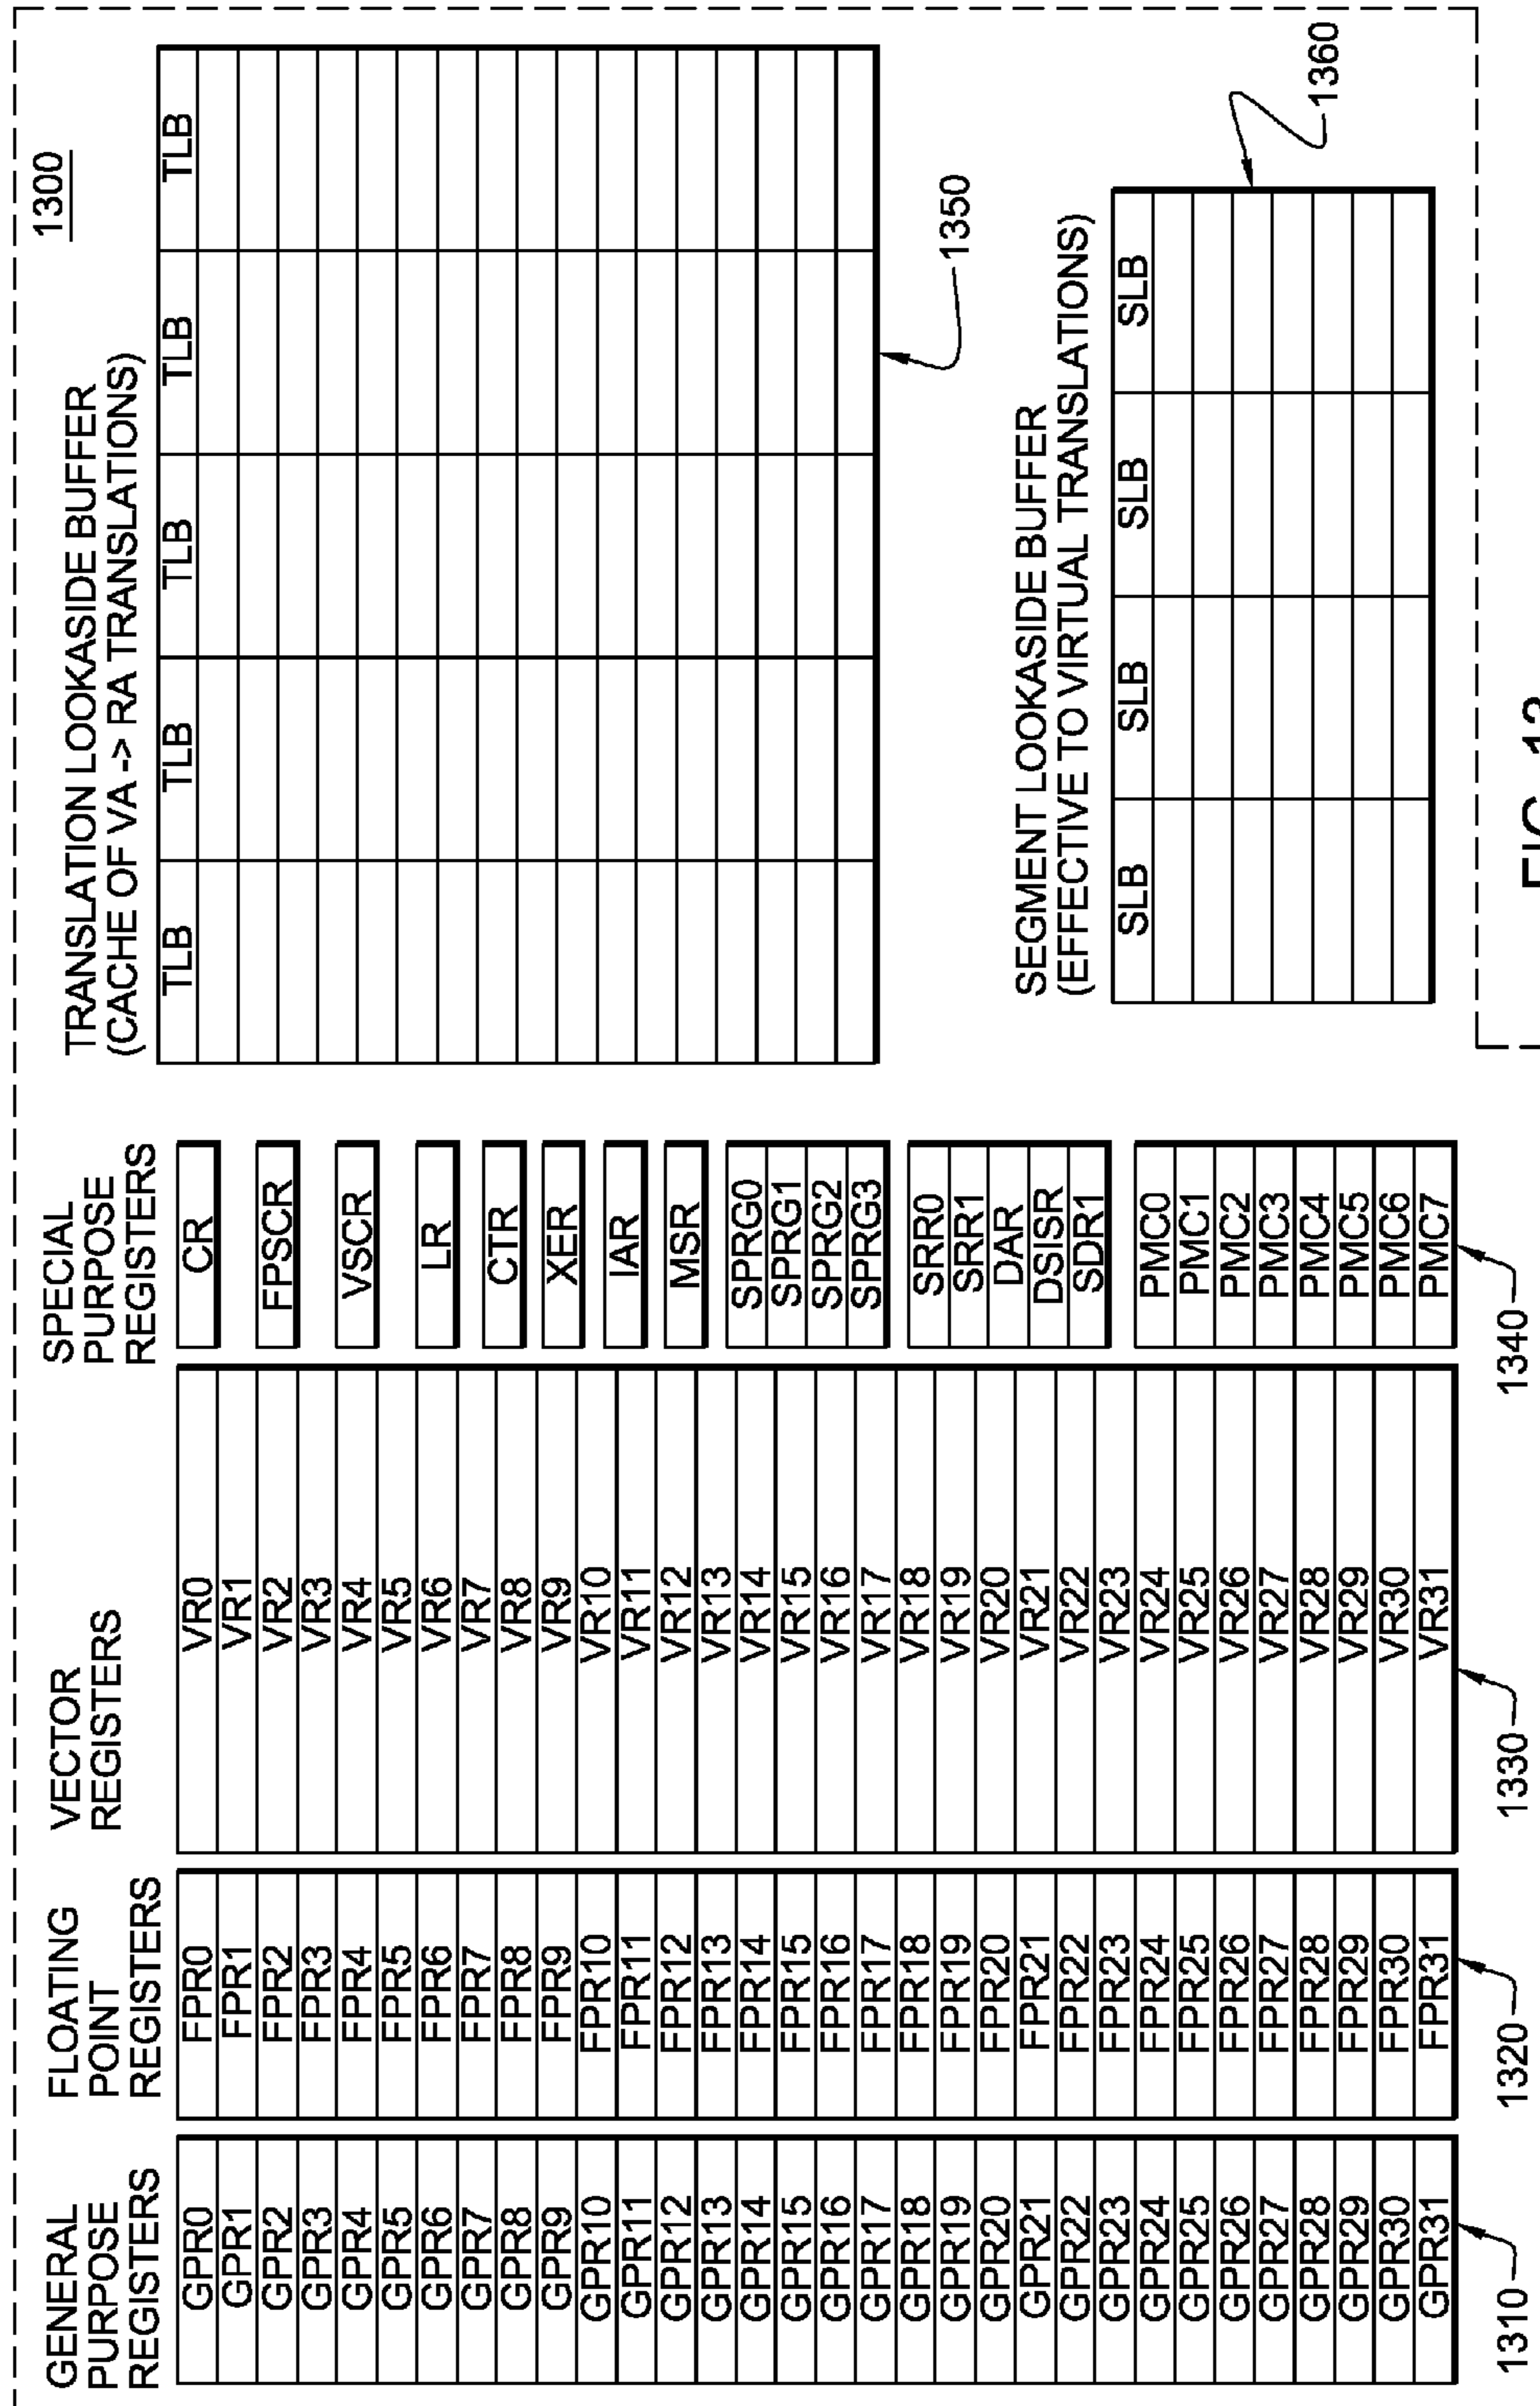 1300
GENERAL
PURPOSE
REGISTERS
GPR0
GPR1
GPR2
GPR3
GPR4
GPR5
GPR6
GPR7
GPR8
GPR9
GPR10
GPR11
GPR12
GPR13
GPR14
GPR15
GPR16
GPR17
GPR18
GPR19
GPR20
GPR21
GPR22
GPR23
GPR24
GPR25
GPR26
GPR27
GPR28
GPR29
GPR30
GPR31
1310
FLOATING
POINT
REGISTERS
FPR0
FPR1
FPR2
FPR3
FPR4
FPR5
FPR6
FPR7
FPR8
FPR9
FPR10
FPR11
FPR12
FPR13
FPR14
FPR15
FPR16
FPR17
FPR18
FPR19
FPR20
FPR21
FPR22
FPR23
FPR24
FPR25
FPR26
FPR27
FPR28
FPR29
FPR30
FPR31
1320
VECTOR
REGISTERS
VR0
VR1
VR2
VR3
VR4
VR5
VR6
VR7
VR8
VR9
VR10
VR11
VR12
VR13
VR14
VR15
VR16
VR17
VR18
VR19
VR20
VR21
VR22
VR23
VR24
VR25
VR26
VR27
VR28
VR29
VR30
VR31
1330
SPECIAL
PURPOSE
REGISTERS
CR
FPSCR
VSCR
LR
CTR
XER
IAR
MSR
SPRG0
SPRG1
SPRG2
SPRG3
SRR0
SRR1
DAR
DSISR
SDR1
PMC0
PMC1
PMC2
PMC3
PMC4
PMC5
PMC6
PMC7
1340
TRANSLATION LOOKASIDE BUFFER
(CACHE OF VA -> RA TRANSLATIONS)
TLB TLB TLB TLB TLB
1350
SEGMENT LOOKASIDE BUFFER
(EFFECTIVE TO VIRTUAL TRANSLATIONS)
SLB SLB SLB SLB
1360
FIG. 13